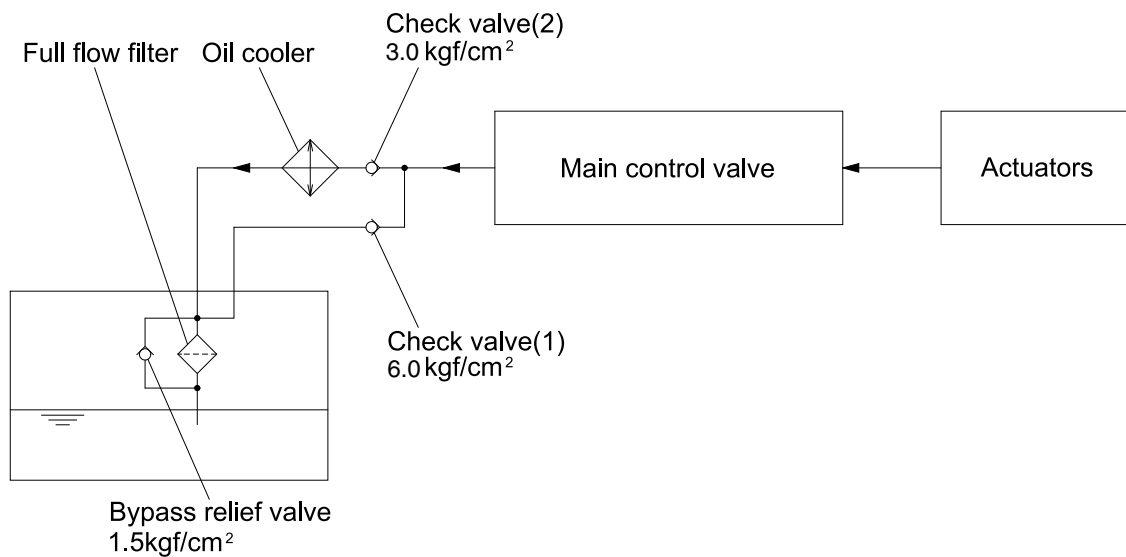 Check valve(2)
3.0 kgf/cm²
Full flow filter
Oil cooler
Main control valve
Actuators
Check valve(1)
6.0 kgf/cm²
Bypass relief valve
1.5kgf/cm²